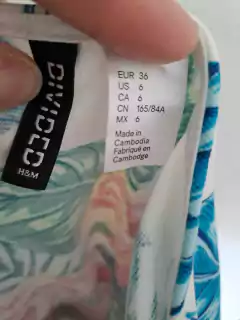 DIVIDED
H&M
EUR 36
US 6
CA 6
CN 165/84A
MX 6
Made in
Cambodia
Fabriqué en
Cambodge